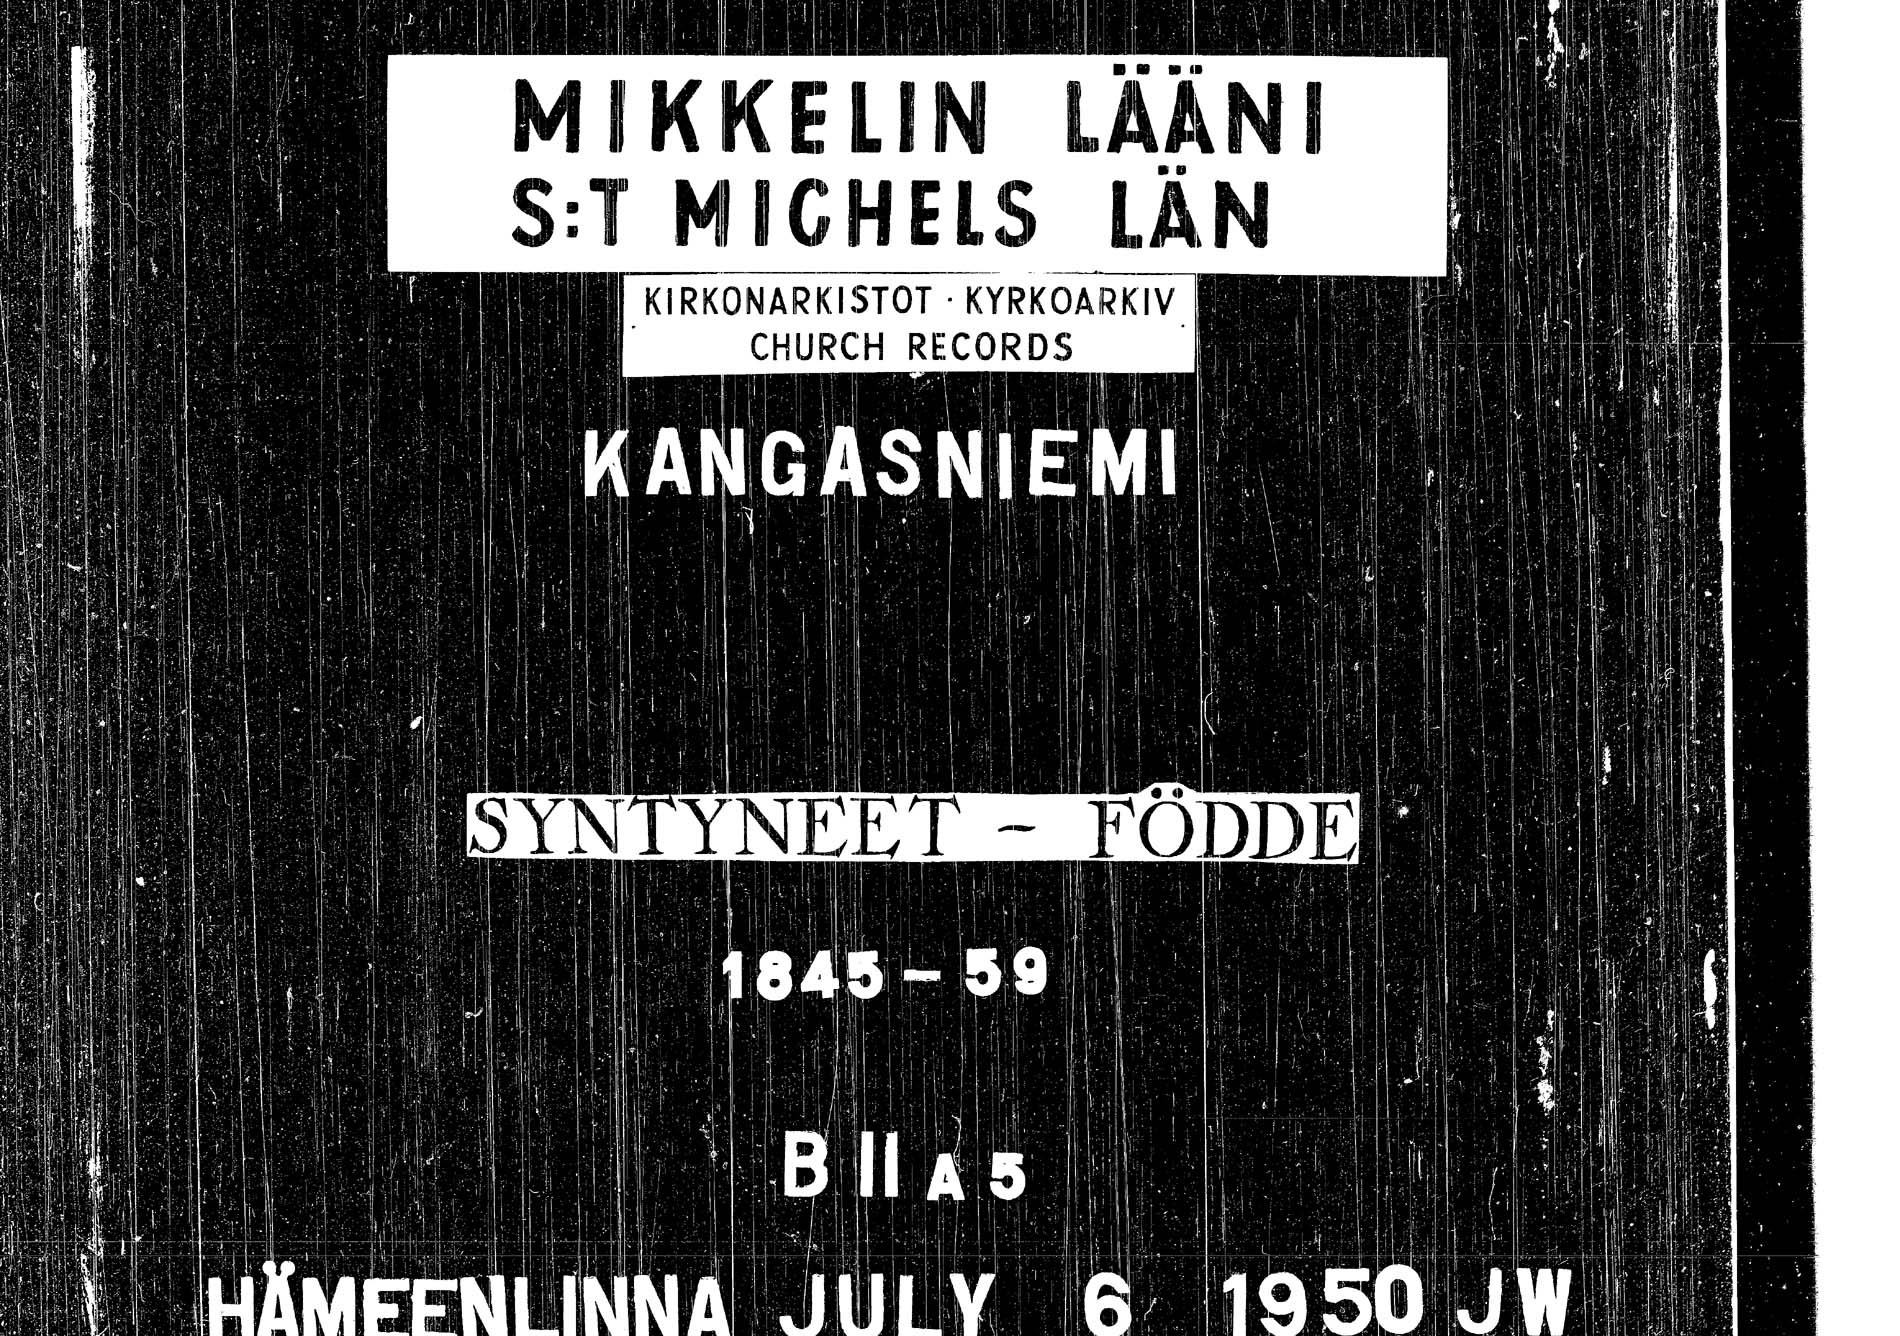 MIKKELIN LÄÄNI
S:T MICHELS LÄN
KIRKONARKISTOT · KYRKOARKIV
CHURCH RECORDS
KANGASNIEMI
SYNTYNEET - FÖDDE
1845-59
B II A 5
HÄMEENLINNA JULY 6 1950 JW